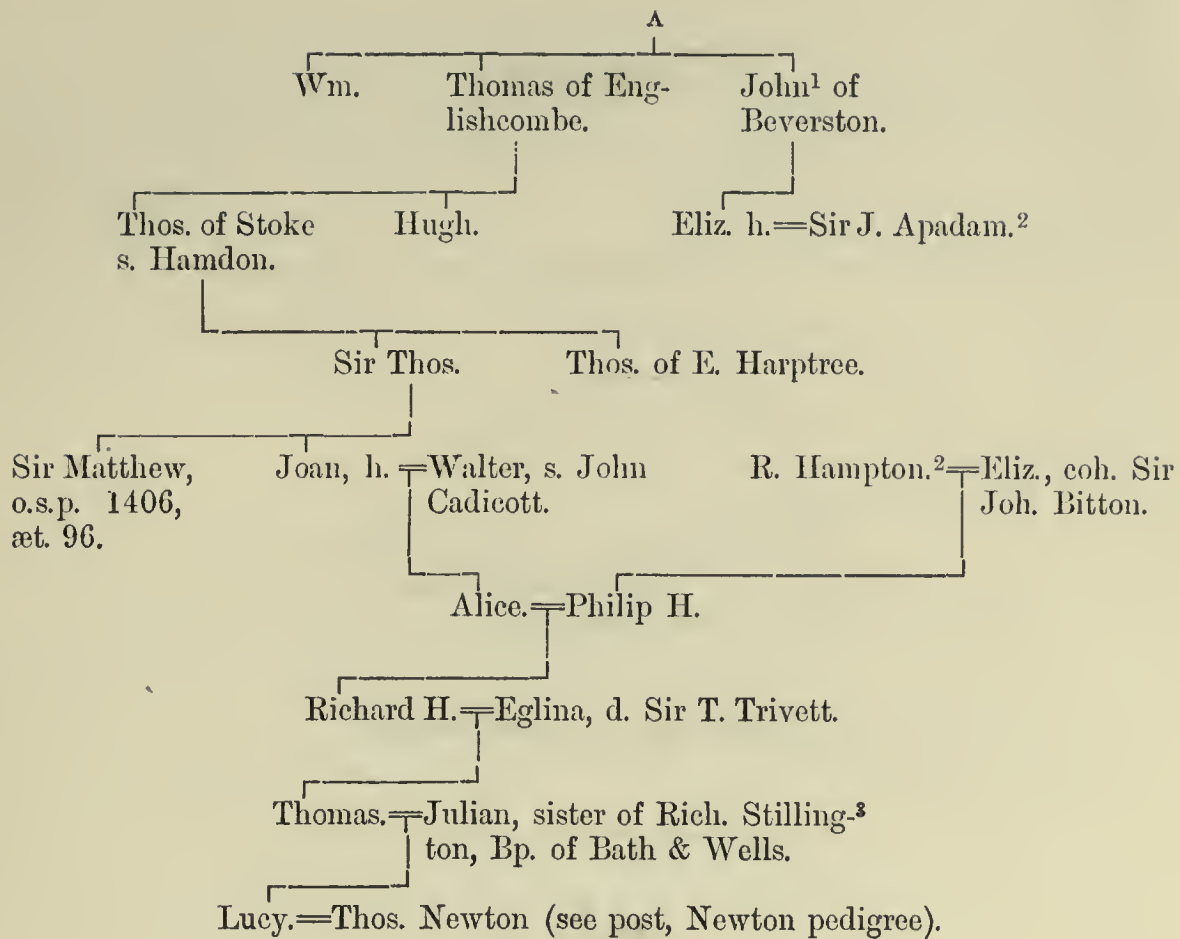 A
Wm. Thomas of Eng- John¹ of
lishcombe. Beverston.
Thos. of Stoke Hugh. Eliz. h.=Sir J. Apadam.²
s. Hamdon.
Sir Thos. Thos. of E. Harptree.
Sir Matthew, Joan, h.=Walter, s. John R. Hampton.²=Eliz., coh. Sir
o.s.p. 1406, Cadicott. Joh. Bitton.
æt. 96.
Alice.=Philip H.
Richard H.=Eglina, d. Sir T. Trivett.
Thomas.=Julian, sister of Rich. Stilling-³
ton, Bp. of Bath & Wells.
Lucy.=Thos. Newton (see post, Newton pedigree).